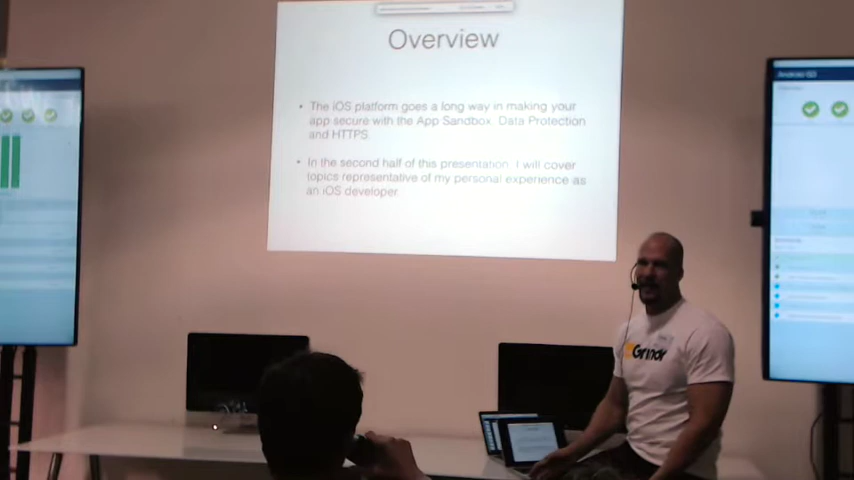 Overview
• The iOS platform goes a long way in making your
app secure with the App Sandbox, Data Protection
and HTTPS.
• In the second half of this presentation, I will cover
topics representative of my personal experience as
an iOS developer.
Grindr